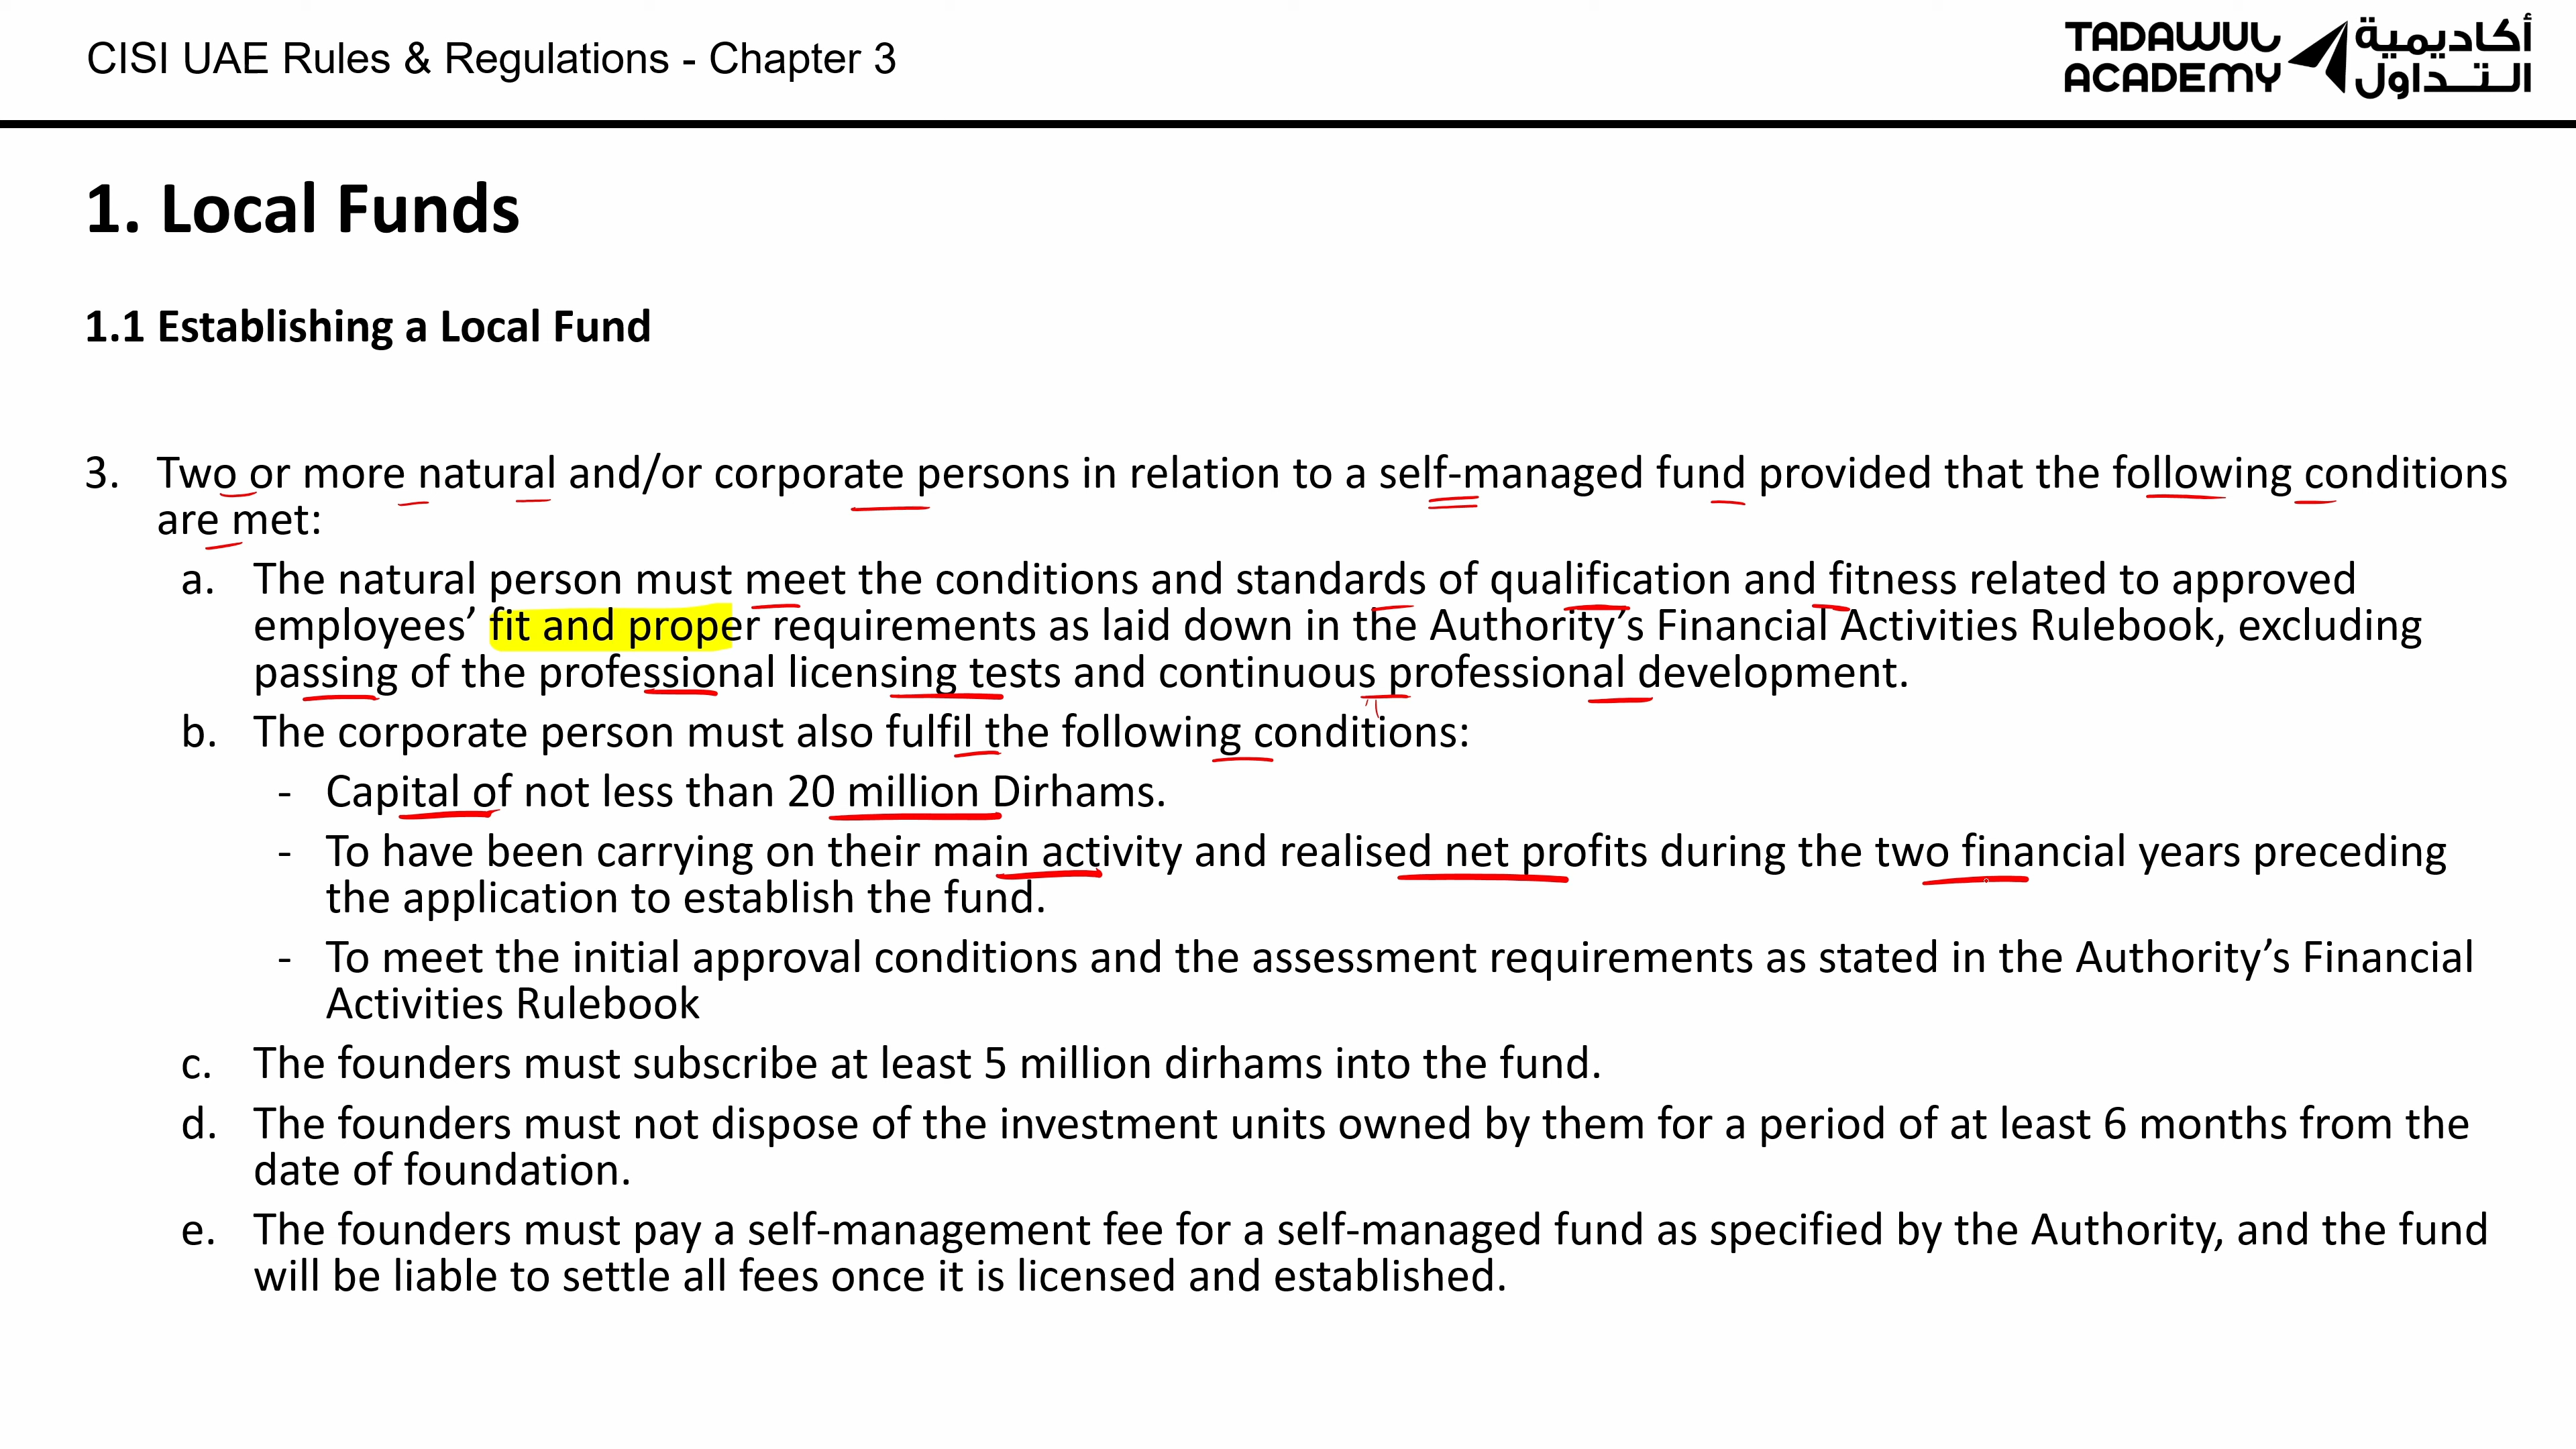 CISI UAE Rules & Regulations - Chapter 3
TADAWUL
ACADEMY
أكاديمية
التداول
1. Local Funds
1.1 Establishing a Local Fund
3. Two or more natural and/or corporate persons in relation to a self-managed fund provided that the following conditions
are met:
a. The natural person must meet the conditions and standards of qualification and fitness related to approved
employees’ fit and proper requirements as laid down in the Authority’s Financial Activities Rulebook, excluding
passing of the professional licensing tests and continuous professional development.
b. The corporate person must also fulfil the following conditions:
- Capital of not less than 20 million Dirhams.
- To have been carrying on their main activity and realised net profits during the two financial years preceding
the application to establish the fund.
- To meet the initial approval conditions and the assessment requirements as stated in the Authority’s Financial
Activities Rulebook
c. The founders must subscribe at least 5 million dirhams into the fund.
d. The founders must not dispose of the investment units owned by them for a period of at least 6 months from the
date of foundation.
e. The founders must pay a self-management fee for a self-managed fund as specified by the Authority, and the fund
will be liable to settle all fees once it is licensed and established.